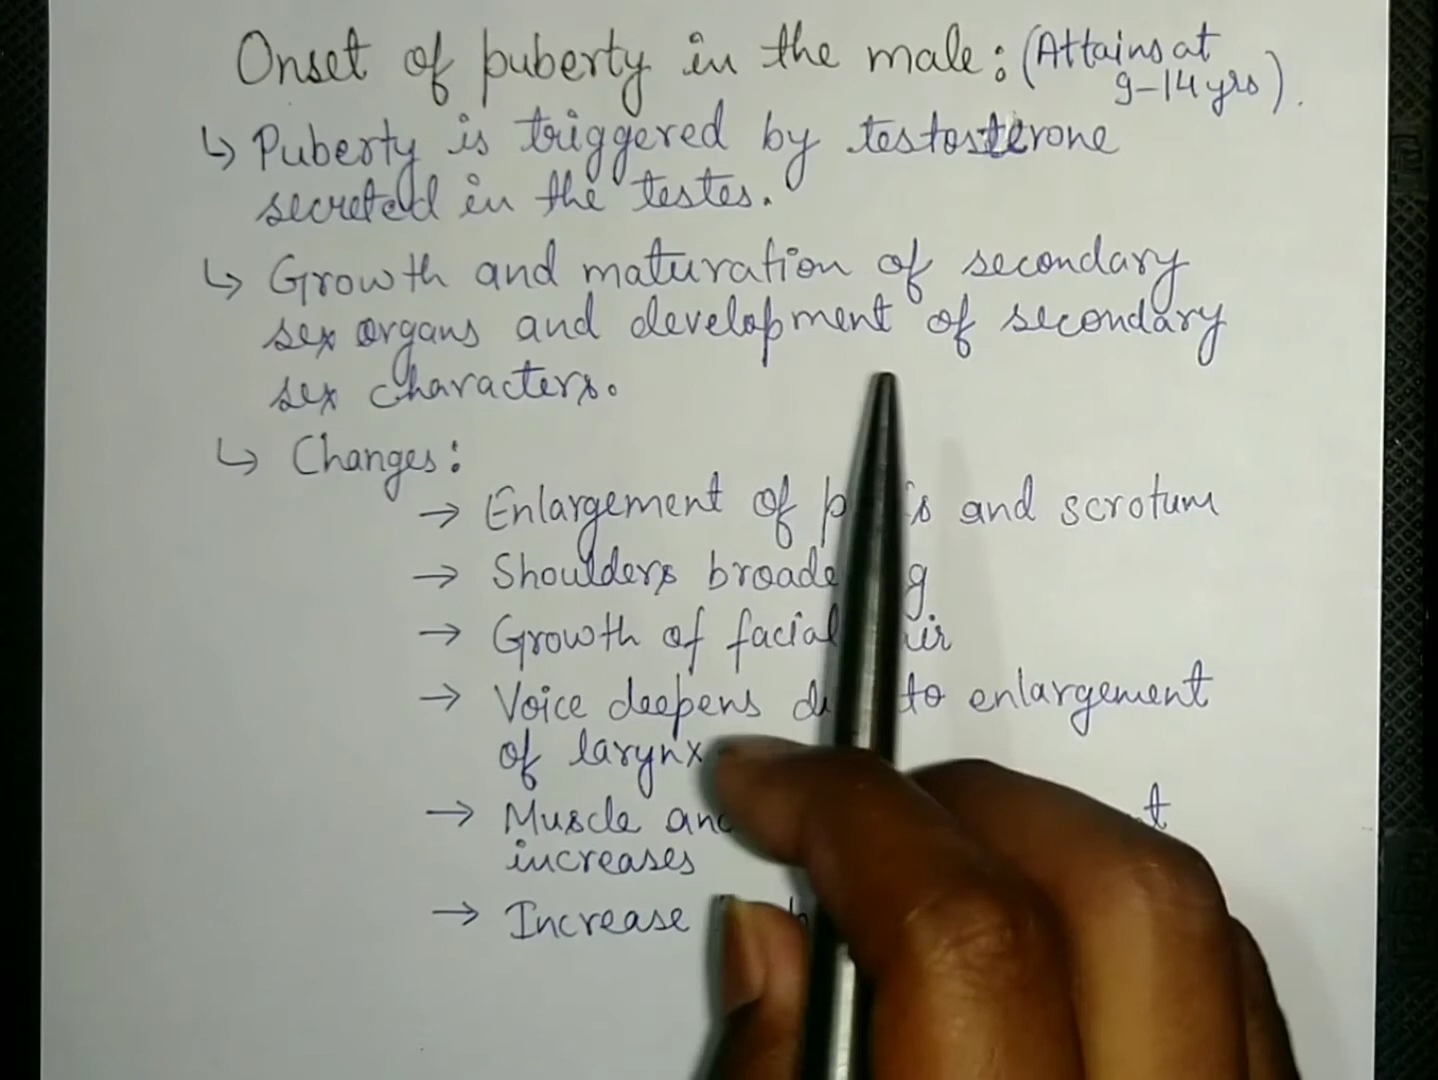 Onset of puberty in the male: (Attains at
9-14 yrs).
↳ Puberty is triggered by testosterone
secreted in the testes.
↳ Growth and maturation of secondary
sex organs and development of secondary
sex characters.
↳ Changes:
→ Enlargement of and scrotum
→ Shoulders
→ Growth of facial
→ Voice deepens to enlargement
of larynx
→ Muscle
increases
→ Increase